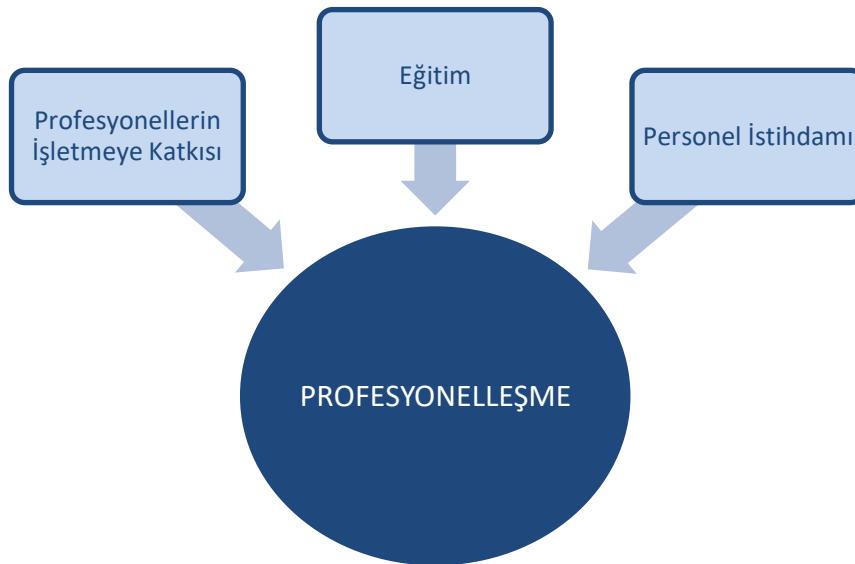 Profesyonellerin
İşletmeye Katkısı
Eğitim
Personel İstihdamı
PROFESYONELLEŞME